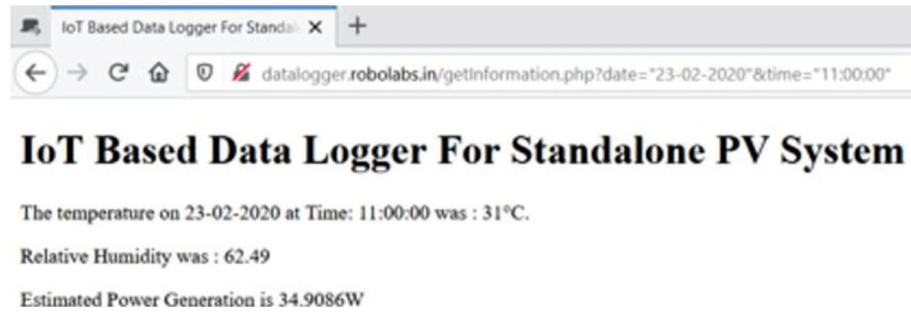 IoT Based Data Logger For Standal
datalogger.robolabs.in/getInformation.php?date="23-02-2020"&time="11:00:00"
IoT Based Data Logger For Standalone PV System
The temperature on 23-02-2020 at Time: 11:00:00 was : 31°C.
Relative Humidity was : 62.49
Estimated Power Generation is 34.9086W